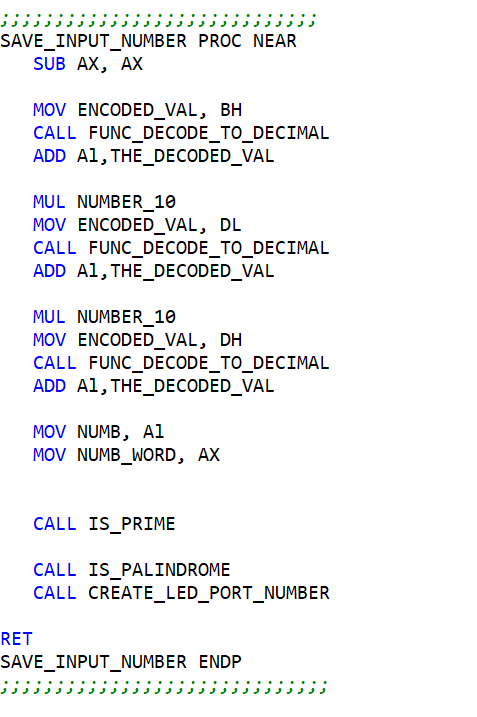 ;;;;;;;;;;;;;;;;;;;;;;;;;;;;;
SAVE_INPUT_NUMBER PROC NEAR
SUB AX, AX
MOV ENCODED_VAL, BH
CALL FUNC_DECODE_TO_DECIMAL
ADD Al,THE_DECODED_VAL
MUL NUMBER_10
MOV ENCODED_VAL, DL
CALL FUNC_DECODE_TO_DECIMAL
ADD Al,THE_DECODED_VAL
MUL NUMBER_10
MOV ENCODED_VAL, DH
CALL FUNC_DECODE_TO_DECIMAL
ADD Al,THE_DECODED_VAL
MOV NUMB, Al
MOV NUMB_WORD, AX
CALL IS_PRIME
CALL IS_PALINDROME
CALL CREATE_LED_PORT_NUMBER
RET
SAVE_INPUT_NUMBER ENDP
;;;;;;;;;;;;;;;;;;;;;;;;;;;;;;